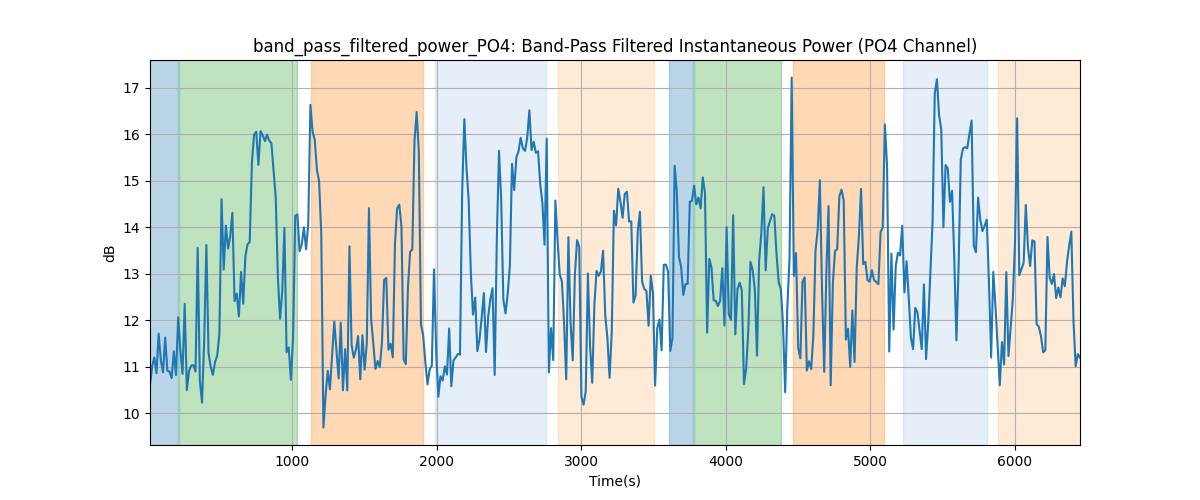 band_pass_filtered_power_PO4: Band-Pass Filtered Instantaneous Power (PO4 Channel)
17
16
15
14
13
12
11
10
dB
1000 2000 3000 4000 5000 6000
Time(s)